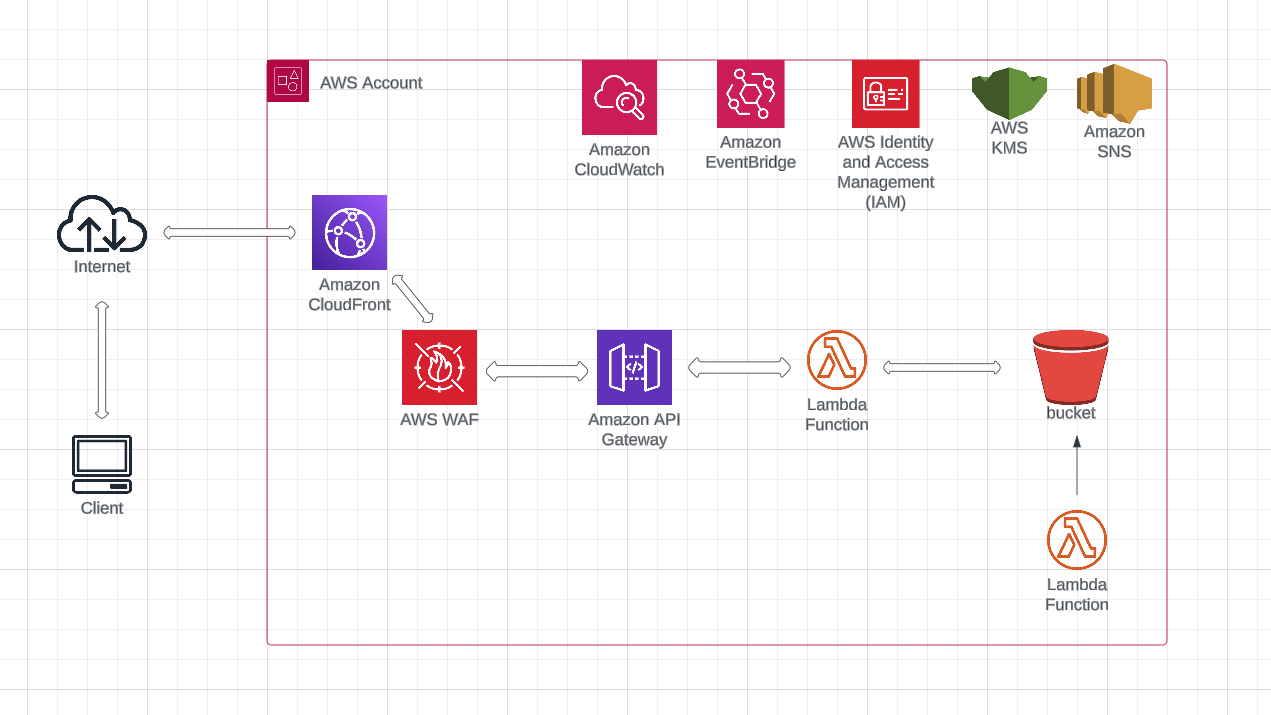 AWS Account
Amazon
CloudWatch
Amazon
EventBridge
AWS Identity
and Access
Management
(IAM)
AWS
KMS
Amazon
SNS
Internet
Amazon
CloudFront
AWS WAF
Amazon API
Gateway
Lambda
Function
bucket
Client
Lambda
Function